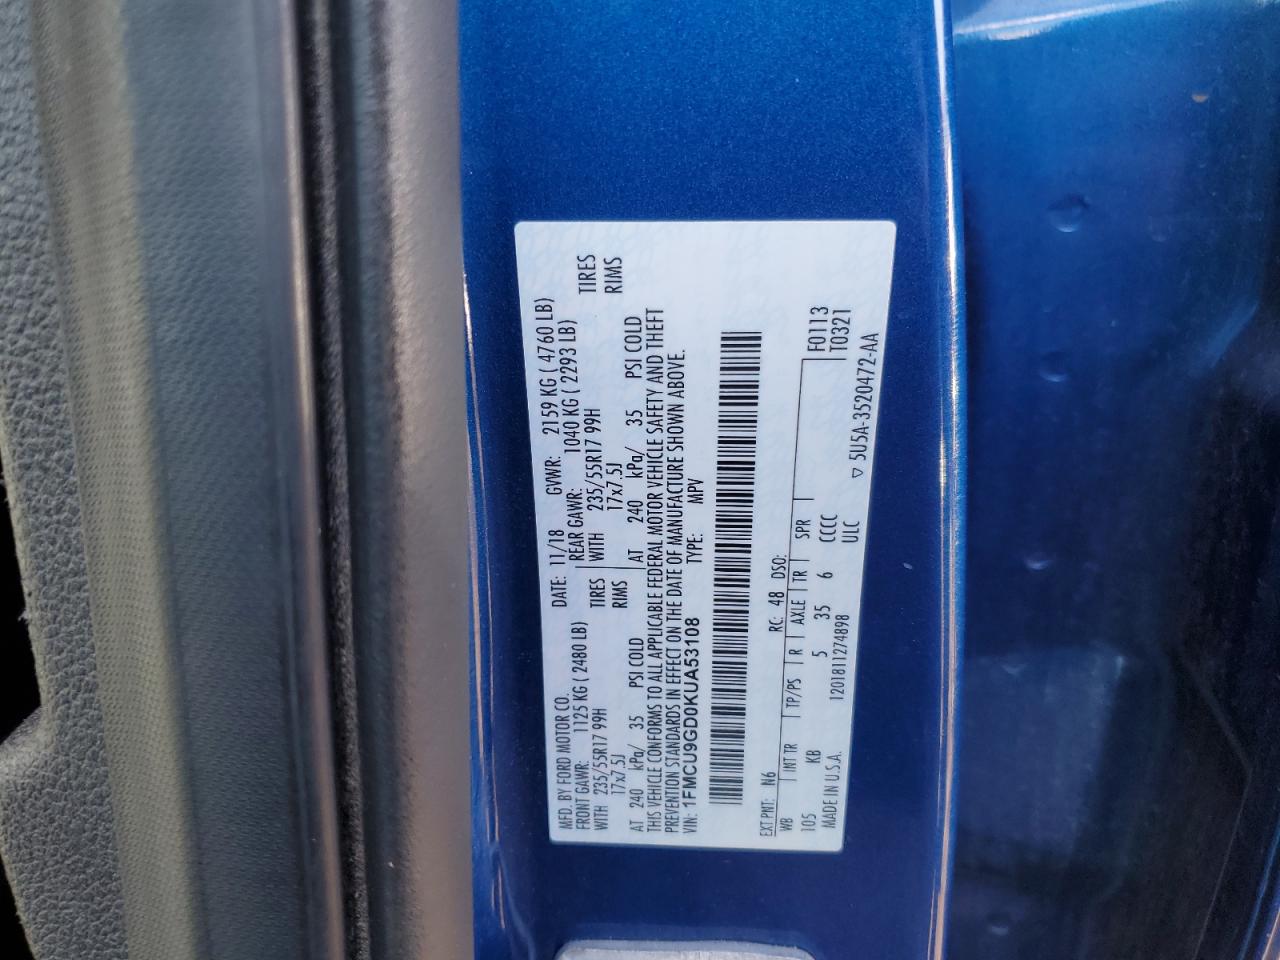 MFD. BY FORD MOTOR CO.
DATE: 11/18 GVWR: 2159 KG ( 4760 LB)
FRONT GAWR: 1125 KG ( 2480 LB) REAR GAWR: 1040 KG ( 2293 LB)
WITH 235/55R17 99H TIRES WITH 235/55R17 99H TIRES
17x7.5J RIMS 17x7.5J RIMS
AT 240 kPa/ 35 PSI COLD AT 240 kPa/ 35 PSI COLD
THIS VEHICLE CONFORMS TO ALL APPLICABLE FEDERAL MOTOR VEHICLE SAFETY AND THEFT
PREVENTION STANDARDS IN EFFECT ON THE DATE OF MANUFACTURE SHOWN ABOVE.
VIN: 1FMCU9GD0KUA53108 TYPE: MPV
EXT PNT: N6 RC: 48 DSO:
WB INT TR TP/PS R AXLE TR SPR F0113
105 KB 5 35 6 CCCC T0321
MADE IN U.S.A. 1201811274898 ULC
▽ 5U5A-3520472-AA